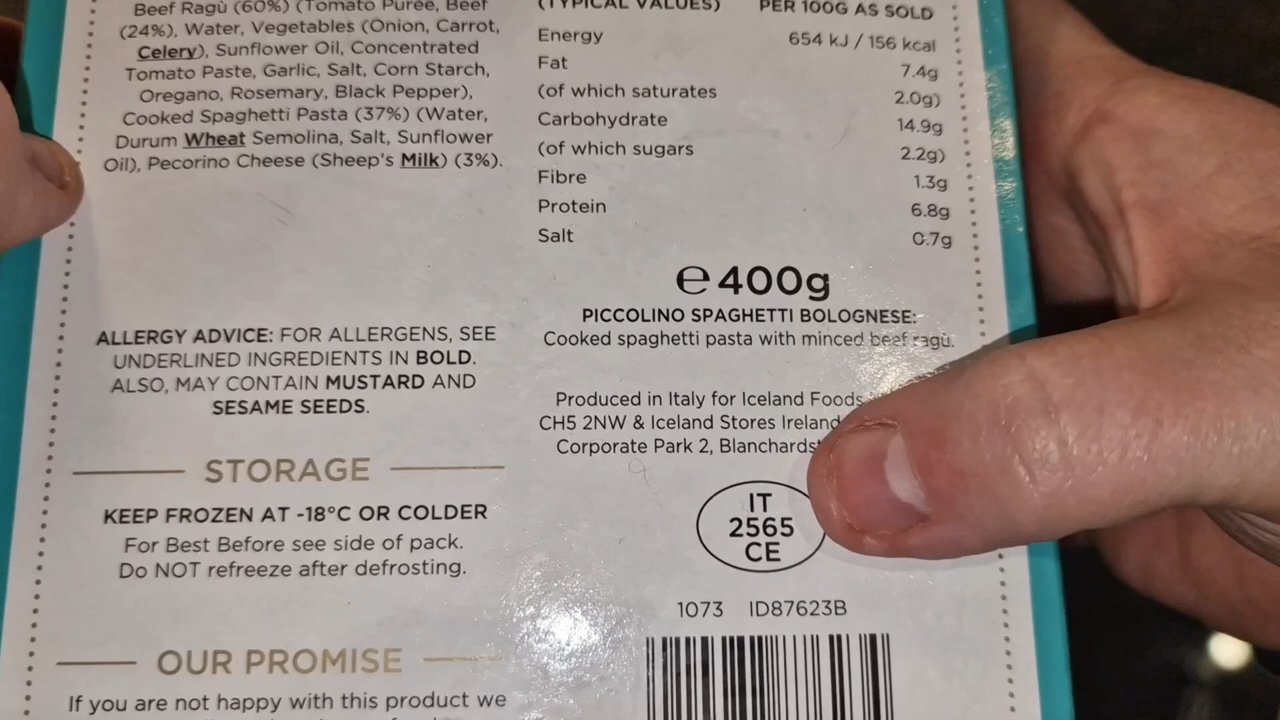 Beef Ragù (60%) (Tomato Purée, Beef
(24%), Water, Vegetables (Onion, Carrot,
Celery), Sunflower Oil, Concentrated
Tomato Paste, Garlic, Salt, Corn Starch,
Oregano, Rosemary, Black Pepper),
Cooked Spaghetti Pasta (37%) (Water,
Durum Wheat Semolina, Salt, Sunflower
Oil), Pecorino Cheese (Sheep's Milk) (3%).
ALLERGY ADVICE: FOR ALLERGENS, SEE
UNDERLINED INGREDIENTS IN BOLD.
ALSO, MAY CONTAIN MUSTARD AND
SESAME SEEDS.
STORAGE
KEEP FROZEN AT -18°C OR COLDER
For Best Before see side of pack.
Do NOT refreeze after defrosting.
OUR PROMISE
If you are not happy with this product we
(TYPICAL VALUES) PER 100G AS SOLD
Energy 654 kJ / 156 kcal
Fat 7.4g
(of which saturates 2.0g)
Carbohydrate 14.9g
(of which sugars 2.2g)
Fibre 1.3g
Protein 6.8g
Salt 0.7g
e 400g
PICCOLINO SPAGHETTI BOLOGNESE:
Cooked spaghetti pasta with minced beef ragù.
Produced in Italy for Iceland Foods
CH5 2NW & Iceland Stores Ireland
Corporate Park 2,
IT
2565
CE
1073 ID87623B